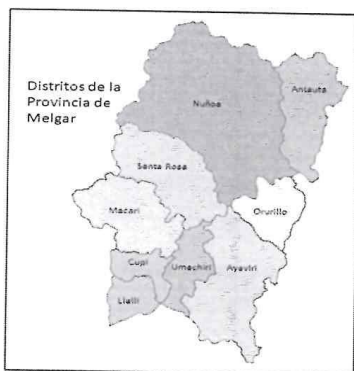 Distritos de la
Provincia de
Melgar
Nuñoa
Antauta
Santa Rosa
Macari
Orurillo
Cupi
Umachiri
Ayaviri
Llalli